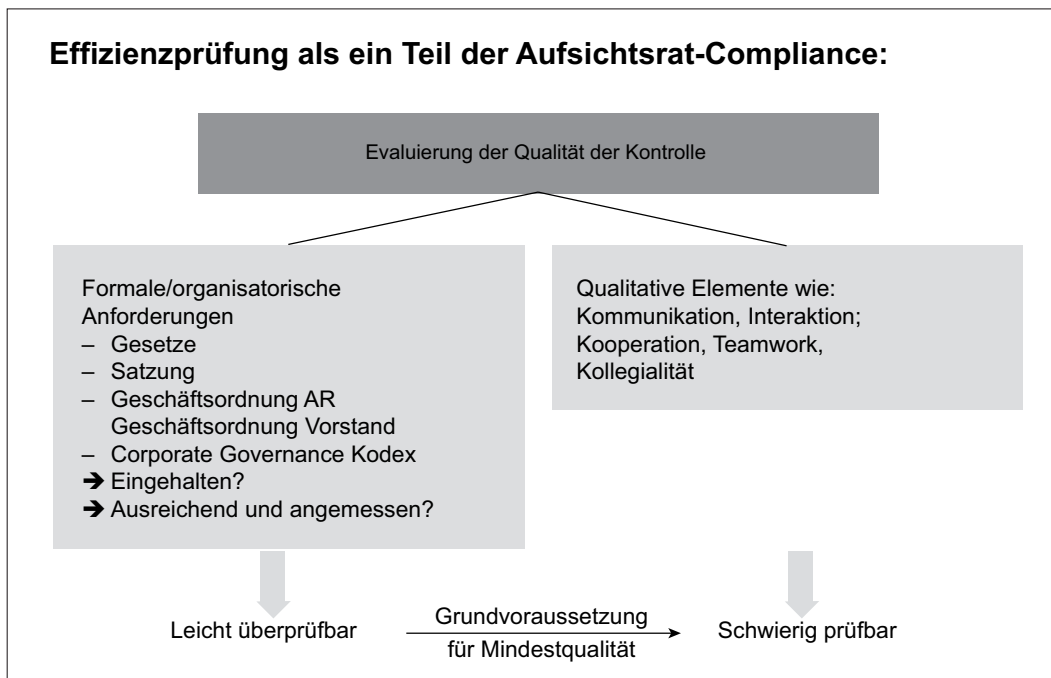 Effizienzprüfung als ein Teil der Aufsichtsrat-Compliance:
Evaluierung der Qualität der Kontrolle
Formale/organisatorische
Anforderungen
– Gesetze
– Satzung
– Geschäftsordnung AR
Geschäftsordnung Vorstand
– Corporate Governance Kodex
➔ Eingehalten?
➔ Ausreichend und angemessen?
Qualitative Elemente wie:
Kommunikation, Interaktion;
Kooperation, Teamwork,
Kollegialität
Leicht überprüfbar
Grundvoraussetzung
für Mindestqualität
Schwierig prüfbar